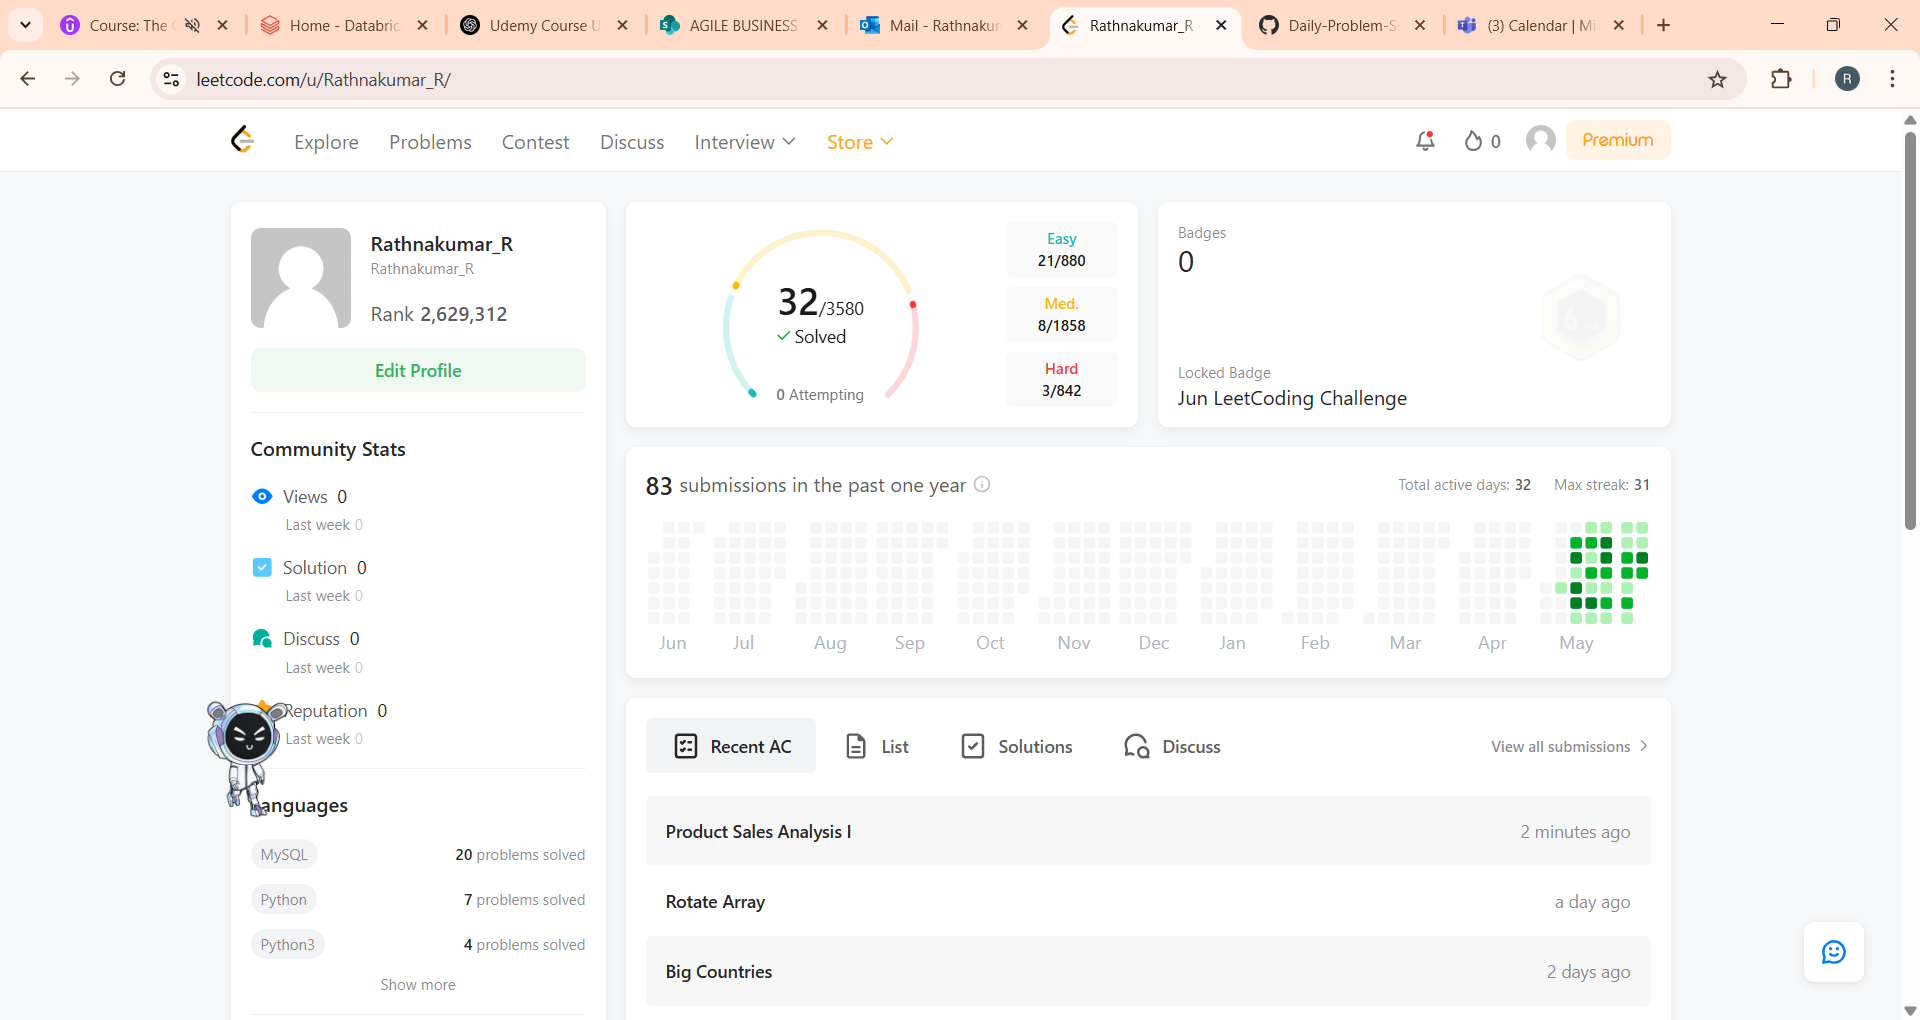 Course: The C
Home - Databric
Udemy Course U
AGILE BUSINESS
Mail - Rathnakum
Rathnakumar_R -
Daily-Problem-S
(3) Calendar | Mi
leetcode.com/u/Rathnakumar_R/
R
Explore
Problems
Contest
Discuss
Interview
Store
0
Premium
Rathnakumar_R
Rathnakumar_R
Rank 2,629,312
Edit Profile
Community Stats
Views 0
Last week 0
Solution 0
Last week 0
Discuss 0
Last week 0
Reputation 0
Last week 0
anguages
MySQL
20 problems solved
Python
7 problems solved
Python3
4 problems solved
Show more
32/3580
Solved
0 Attempting
Easy
21/880
Med.
8/1858
Hard
3/842
Badges
0
Locked Badge
Jun LeetCoding Challenge
83 submissions in the past one year
Total active days: 32
Max streak: 31
Jun
Jul
Aug
Sep
Oct
Nov
Dec
Jan
Feb
Mar
Apr
May
Recent AC
List
Solutions
Discuss
View all submissions
Product Sales Analysis I
2 minutes ago
Rotate Array
a day ago
Big Countries
2 days ago